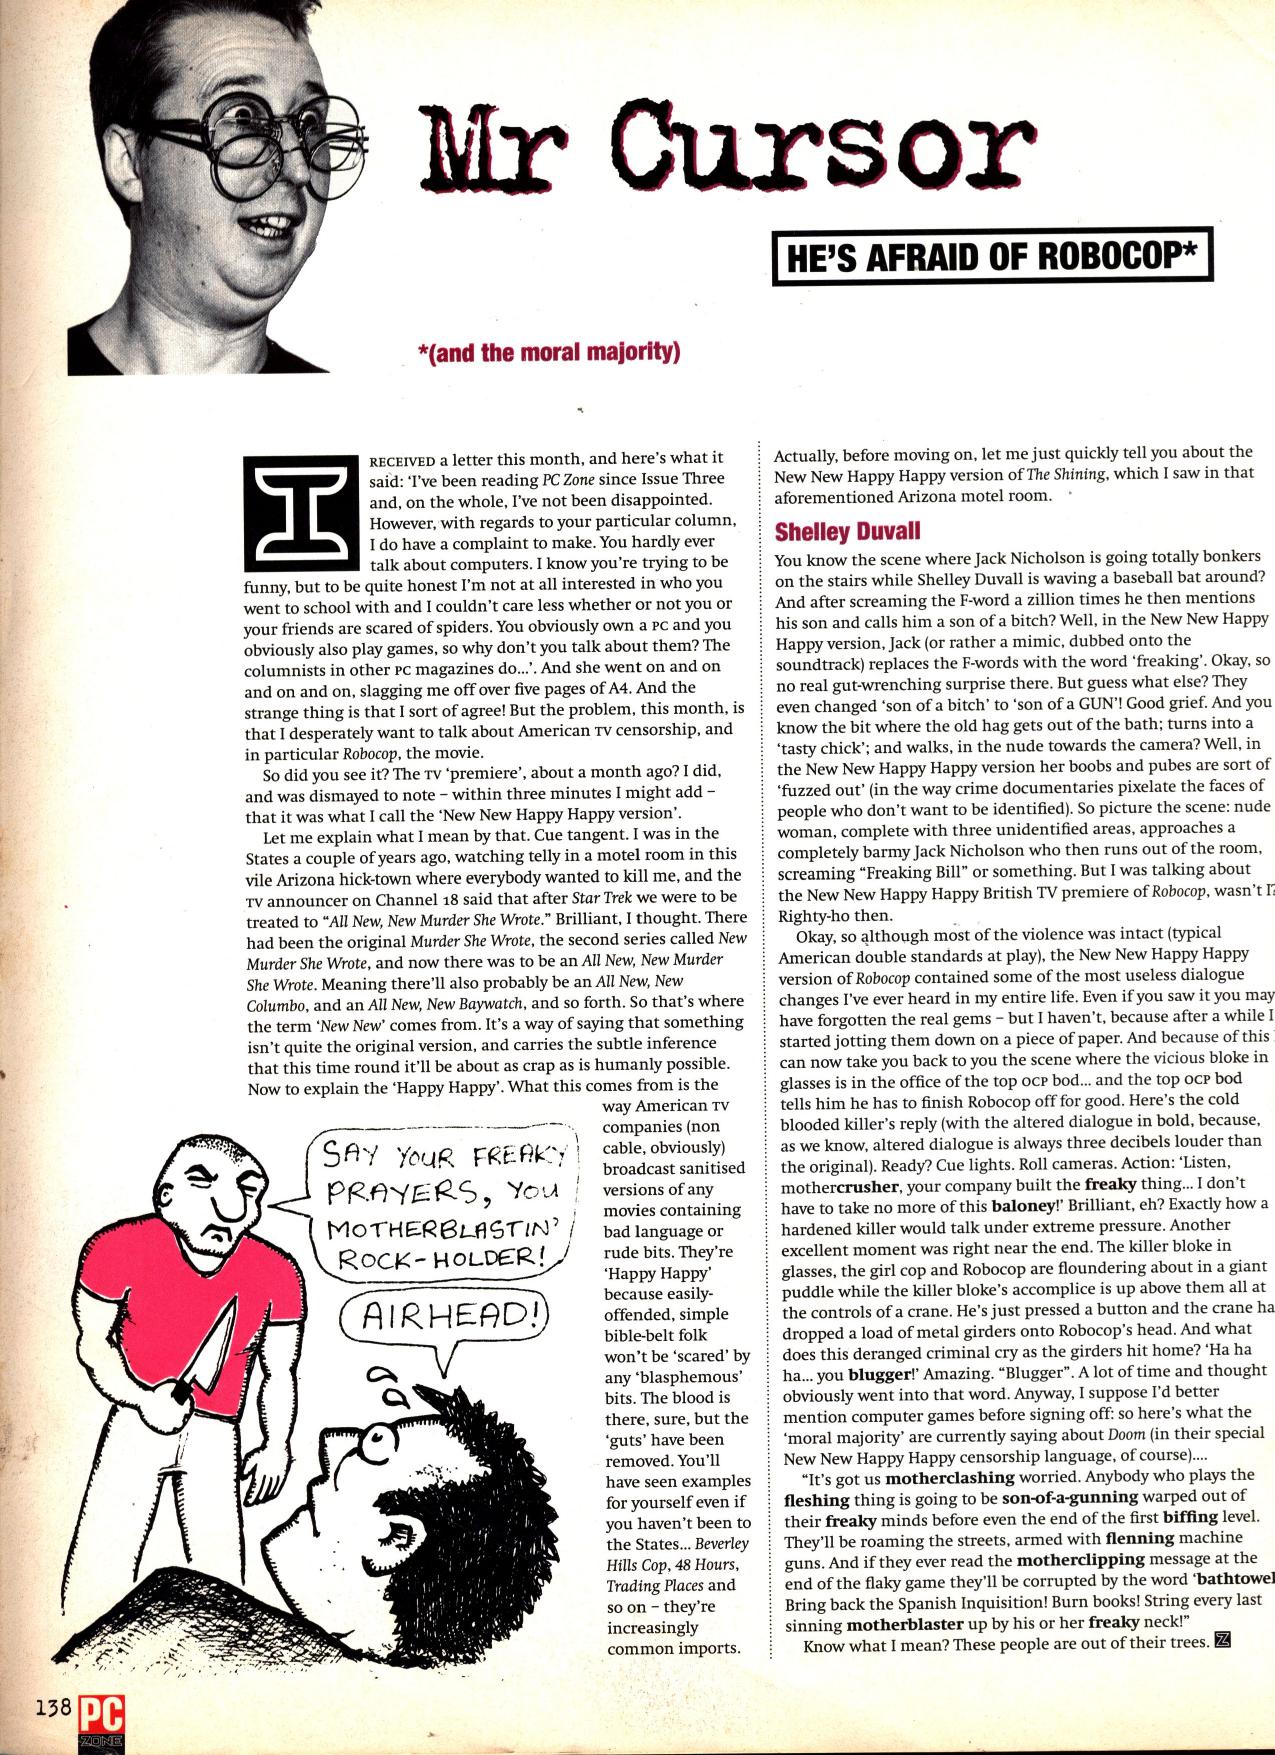 Mr Cursor
HE'S AFRAID OF ROBOCOP*
*(and the moral majority)
I RECEIVED a letter this month, and here's what it
said: 'I've been reading PC Zone since Issue Three
and, on the whole, I've not been disappointed.
However, with regards to your particular column,
I do have a complaint to make. You hardly ever
talk about computers. I know you're trying to be
funny, but to be quite honest I'm not at all interested in who you
went to school with and I couldn't care less whether or not you or
your friends are scared of spiders. You obviously own a PC and you
obviously also play games, so why don't you talk about them? The
columnists in other PC magazines do...'. And she went on and on
and on and on, slagging me off over five pages of A4. And the
strange thing is that I sort of agree! But the problem, this month, is
that I desperately want to talk about American TV censorship, and
in particular Robocop, the movie.
So did you see it? The TV 'premiere', about a month ago? I did,
and was dismayed to note – within three minutes I might add –
that it was what I call the 'New New Happy Happy version'.
Let me explain what I mean by that. Cue tangent. I was in the
States a couple of years ago, watching telly in a motel room in this
vile Arizona hick-town where everybody wanted to kill me, and the
TV announcer on Channel 18 said that after Star Trek we were to be
treated to "All New, New Murder She Wrote." Brilliant, I thought. There
had been the original Murder She Wrote, the second series called New
Murder She Wrote, and now there was to be an All New, New Murder
She Wrote. Meaning there'll also probably be an All New, New
Columbo, and an All New, New Baywatch, and so forth. So that's where
the term 'New New' comes from. It's a way of saying that something
isn't quite the original version, and carries the subtle inference
that this time round it'll be about as crap as is humanly possible.
Now to explain the 'Happy Happy'. What this comes from is the
way American TV
companies (non
cable, obviously)
broadcast sanitised
versions of any
movies containing
bad language or
rude bits. They're
'Happy Happy'
because easily-
offended, simple
bible-belt folk
won't be 'scared' by
any 'blasphemous'
bits. The blood is
there, sure, but the
'guts' have been
removed. You'll
have seen examples
for yourself even if
you haven't been to
the States... Beverley
Hills Cop, 48 Hours,
Trading Places and
so on – they're
increasingly
common imports.
SAY YOUR FREAKY
PRAYERS, YOU
MOTHERBLASTIN'
ROCK-HOLDER!
AIRHEAD!
Actually, before moving on, let me just quickly tell you about the
New New Happy Happy version of The Shining, which I saw in that
aforementioned Arizona motel room.
Shelley Duvall
You know the scene where Jack Nicholson is going totally bonkers
on the stairs while Shelley Duvall is waving a baseball bat around?
And after screaming the F-word a zillion times he then mentions
his son and calls him a son of a bitch? Well, in the New New Happy
Happy version, Jack (or rather a mimic, dubbed onto the
soundtrack) replaces the F-words with the word 'freaking'. Okay, so
no real gut-wrenching surprise there. But guess what else? They
even changed 'son of a bitch' to 'son of a GUN'! Good grief. And you
know the bit where the old hag gets out of the bath; turns into a
'tasty chick'; and walks, in the nude towards the camera? Well, in
the New New Happy Happy version her boobs and pubes are sort of
'fuzzed out' (in the way crime documentaries pixelate the faces of
people who don't want to be identified). So picture the scene: nude
woman, complete with three unidentified areas, approaches a
completely barmy Jack Nicholson who then runs out of the room,
screaming "Freaking Bill" or something. But I was talking about
the New New Happy Happy British TV premiere of Robocop, wasn't I?
Righty-ho then.
Okay, so although most of the violence was intact (typical
American double standards at play), the New New Happy Happy
version of Robocop contained some of the most useless dialogue
changes I've ever heard in my entire life. Even if you saw it you may
have forgotten the real gems – but I haven't, because after a while I
started jotting them down on a piece of paper. And because of this
can now take you back to you the scene where the vicious bloke in
glasses is in the office of the top OCP bod... and the top OCP bod
tells him he has to finish Robocop off for good. Here's the cold
blooded killer's reply (with the altered dialogue in bold, because,
as we know, altered dialogue is always three decibels louder than
the original). Ready? Cue lights. Roll cameras. Action: 'Listen,
mothercrusher, your company built the freaky thing... I don't
have to take no more of this baloney!' Brilliant, eh? Exactly how a
hardened killer would talk under extreme pressure. Another
excellent moment was right near the end. The killer bloke in
glasses, the girl cop and Robocop are floundering about in a giant
puddle while the killer bloke's accomplice is up above them all at
the controls of a crane. He's just pressed a button and the crane ha
dropped a load of metal girders onto Robocop's head. And what
does this deranged criminal cry as the girders hit home? 'Ha ha
ha... you blugger!' Amazing. "Blugger". A lot of time and thought
obviously went into that word. Anyway, I suppose I'd better
mention computer games before signing off: so here's what the
'moral majority' are currently saying about Doom (in their special
New New Happy Happy censorship language, of course)....
"It's got us motherclashing worried. Anybody who plays the
fleshing thing is going to be son-of-a-gunning warped out of
their freaky minds before even the end of the first biffing level.
They'll be roaming the streets, armed with flenning machine
guns. And if they ever read the motherclipping message at the
end of the flaky game they'll be corrupted by the word 'bathtowel
Bring back the Spanish Inquisition! Burn books! String every last
sinning motherblaster up by his or her freaky neck!"
Know what I mean? These people are out of their trees. Z
138 PC
ZONE